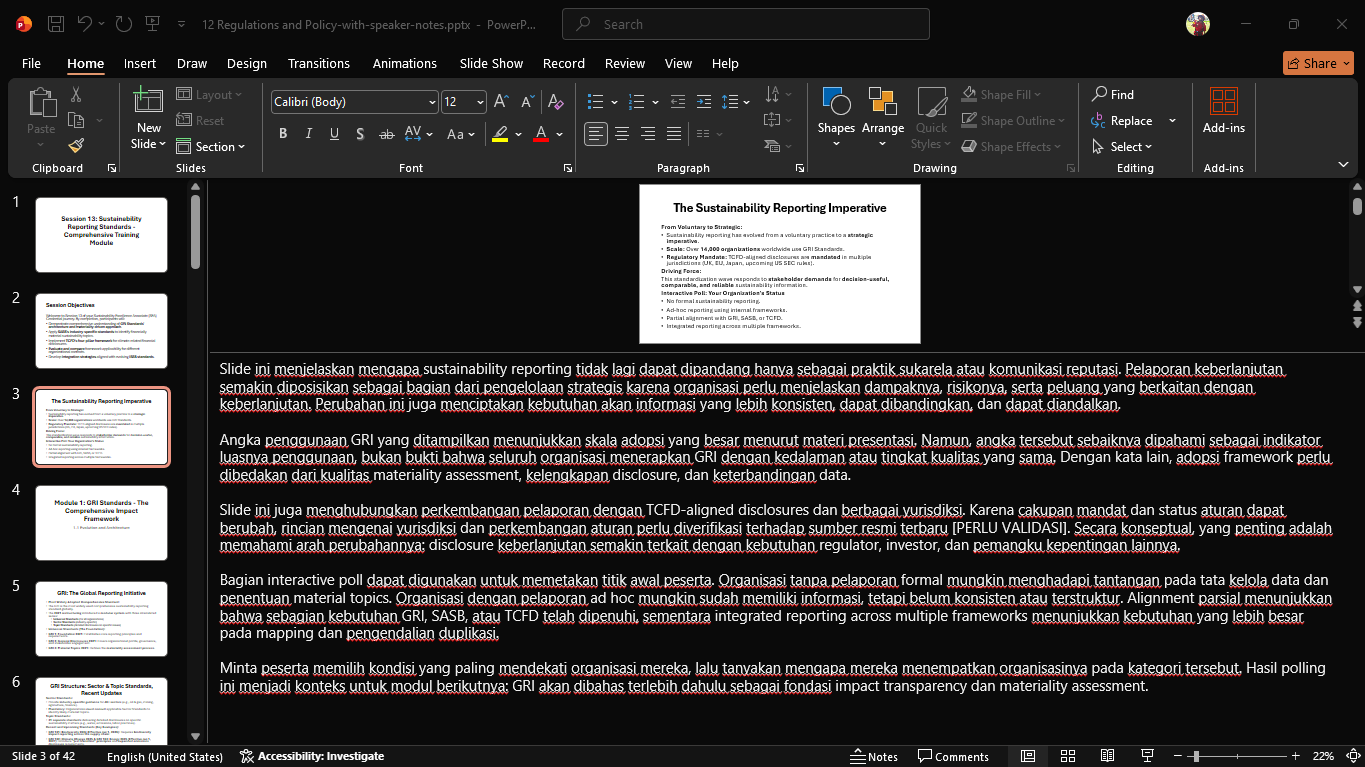 12 Regulations and Policy-with-speaker-notes.pptx - PowerP...
Search
File Home Insert Draw Design Transitions Animations Slide Show Record Review View Help
Share
Paste
Clipboard
New Slide
Layout
Reset
Section
Slides
Calibri (Body) 12
Font
Paragraph
Shapes
Arrange
Quick Styles
Shape Fill
Shape Outline
Shape Effects
Drawing
Find
Replace
Select
Editing
Add-ins
Add-ins
1
Session 13: Sustainability
Reporting Standards -
Comprehensive Training
Module
2
Session Objectives
3
The Sustainability Reporting Imperative
4
Module 1: GRI Standards - The
Comprehensive Impact
Framework
1.1 Evolution and Architecture
5
GRI: The Global Reporting Initiative
6
GRI Structure: Sector & Topic Standards,
Recent Updates
The Sustainability Reporting Imperative
From Voluntary to Strategic:
• Sustainability reporting has evolved from a voluntary practice to a strategic
imperative.
• Scale: Over 14,000 organizations worldwide use GRI Standards.
• Regulatory Mandate: TCFD-aligned disclosures are mandated in multiple
jurisdictions (UK, EU, Japan, upcoming US SEC rules).
Driving Force:
This standardization wave responds to stakeholder demands for decision-useful,
comparable, and reliable sustainability information.
Interactive Poll: Your Organization's Status
• No formal sustainability reporting.
• Ad-hoc reporting using internal frameworks.
• Partial alignment with GRI, SASB, or TCFD.
• Integrated reporting across multiple frameworks.
Slide ini menjelaskan mengapa sustainability reporting tidak lagi dapat dipandang hanya sebagai praktik sukarela atau komunikasi reputasi. Pelaporan keberlanjutan
semakin diposisikan sebagai bagian dari pengelolaan strategis karena organisasi perlu menjelaskan dampaknya, risikonya, serta peluang yang berkaitan dengan
keberlanjutan. Perubahan ini juga menciptakan kebutuhan akan informasi yang lebih konsisten, dapat dibandingkan, dan dapat diandalkan.
Angka penggunaan GRI yang ditampilkan menunjukkan skala adopsi yang besar menurut materi presentasi. Namun, angka tersebut sebaiknya dipahami sebagai indikator
luasnya penggunaan, bukan bukti bahwa seluruh organisasi menerapkan GRI dengan kedalaman atau tingkat kualitas yang sama. Dengan kata lain, adopsi framework perlu
dibedakan dari kualitas materiality assessment, kelengkapan disclosure, dan keterbandingan data.
Slide ini juga menghubungkan perkembangan pelaporan dengan TCFD-aligned disclosures dan berbagai yurisdiksi. Karena cakupan mandat dan status aturan dapat
berubah, rincian mengenai yurisdiksi dan perkembangan aturan perlu diverifikasi terhadap sumber resmi terbaru [PERLU VALIDASI]. Secara konseptual, yang penting adalah
memahami arah perubahannya: disclosure keberlanjutan semakin terkait dengan kebutuhan regulator, investor, dan pemangku kepentingan lainnya.
Bagian interactive poll dapat digunakan untuk memetakan titik awal peserta. Organisasi tanpa pelaporan formal mungkin menghadapi tantangan pada tata kelola data dan
penentuan material topics. Organisasi dengan pelaporan ad hoc mungkin sudah memiliki informasi, tetapi belum konsisten atau terstruktur. Alignment parsial menunjukkan
bahwa sebagian kebutuhan GRI, SASB, atau TCFD telah dipenuhi, sementara integrated reporting across multiple frameworks menunjukkan kebutuhan yang lebih besar
pada mapping dan pengendalian duplikasi.
Minta peserta memilih kondisi yang paling mendekati organisasi mereka, lalu tanyakan mengapa mereka menempatkan organisasinya pada kategori tersebut. Hasil polling
ini menjadi konteks untuk modul berikutnya: GRI akan dibahas terlebih dahulu sebagai fondasi impact transparency dan materiality assessment.
Slide 3 of 42 English (United States) Accessibility: Investigate Notes Comments 22%